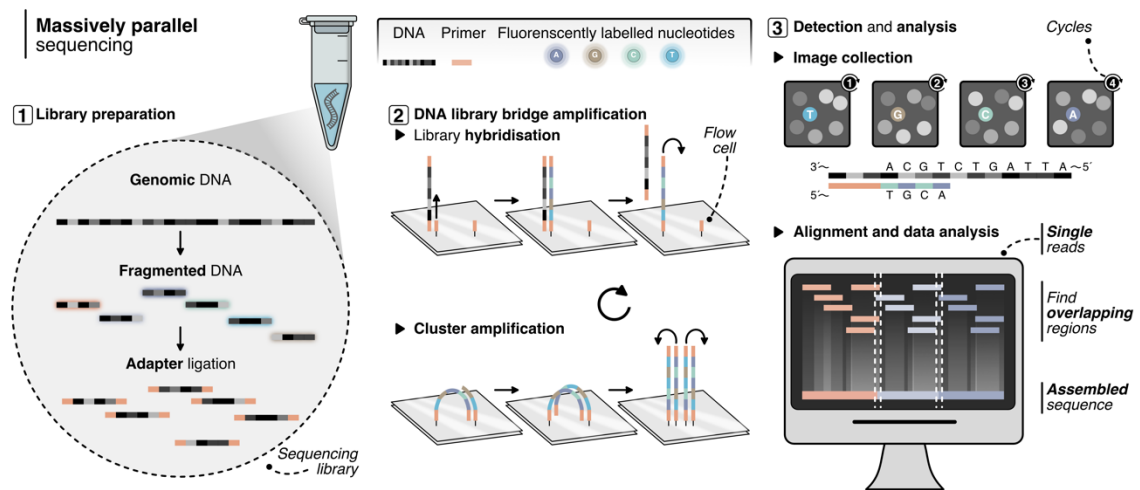 Massively parallel
sequencing
1 Library preparation
Genomic DNA
Fragmented DNA
Adapter ligation
Sequencing
library
DNA Primer Fluorenscently labelled nucleotides
A G C T
2 DNA library bridge amplification
Library hybridisation
Flow
cell
Cluster amplification
3 Detection and analysis
Cycles
Image collection
1 2 3 4
T G C A
3´~ A C G T C T G A T T A ~5´
5´~ T G C A
Alignment and data analysis
Single
reads
Find
overlapping
regions
Assembled
sequence